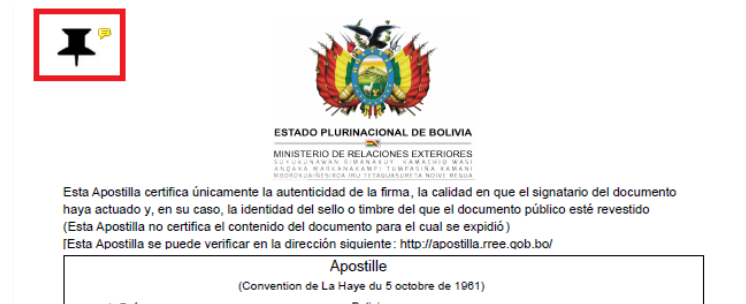 ESTADO PLURINACIONAL DE BOLIVIA
MINISTERIO DE RELACIONES EXTERIORES
Esta Apostilla certifica únicamente la autenticidad de la firma, la calidad en que el signatario del documento
haya actuado y, en su caso, la identidad del sello o timbre del que el documento público esté revestido
(Esta Apostilla no certifica el contenido del documento para el cual se expidió)
[Esta Apostilla se puede verificar en la dirección siguiente: http://apostilla.rree.gob.bo/
Apostille
(Convention de La Haye du 5 octobre de 1961)